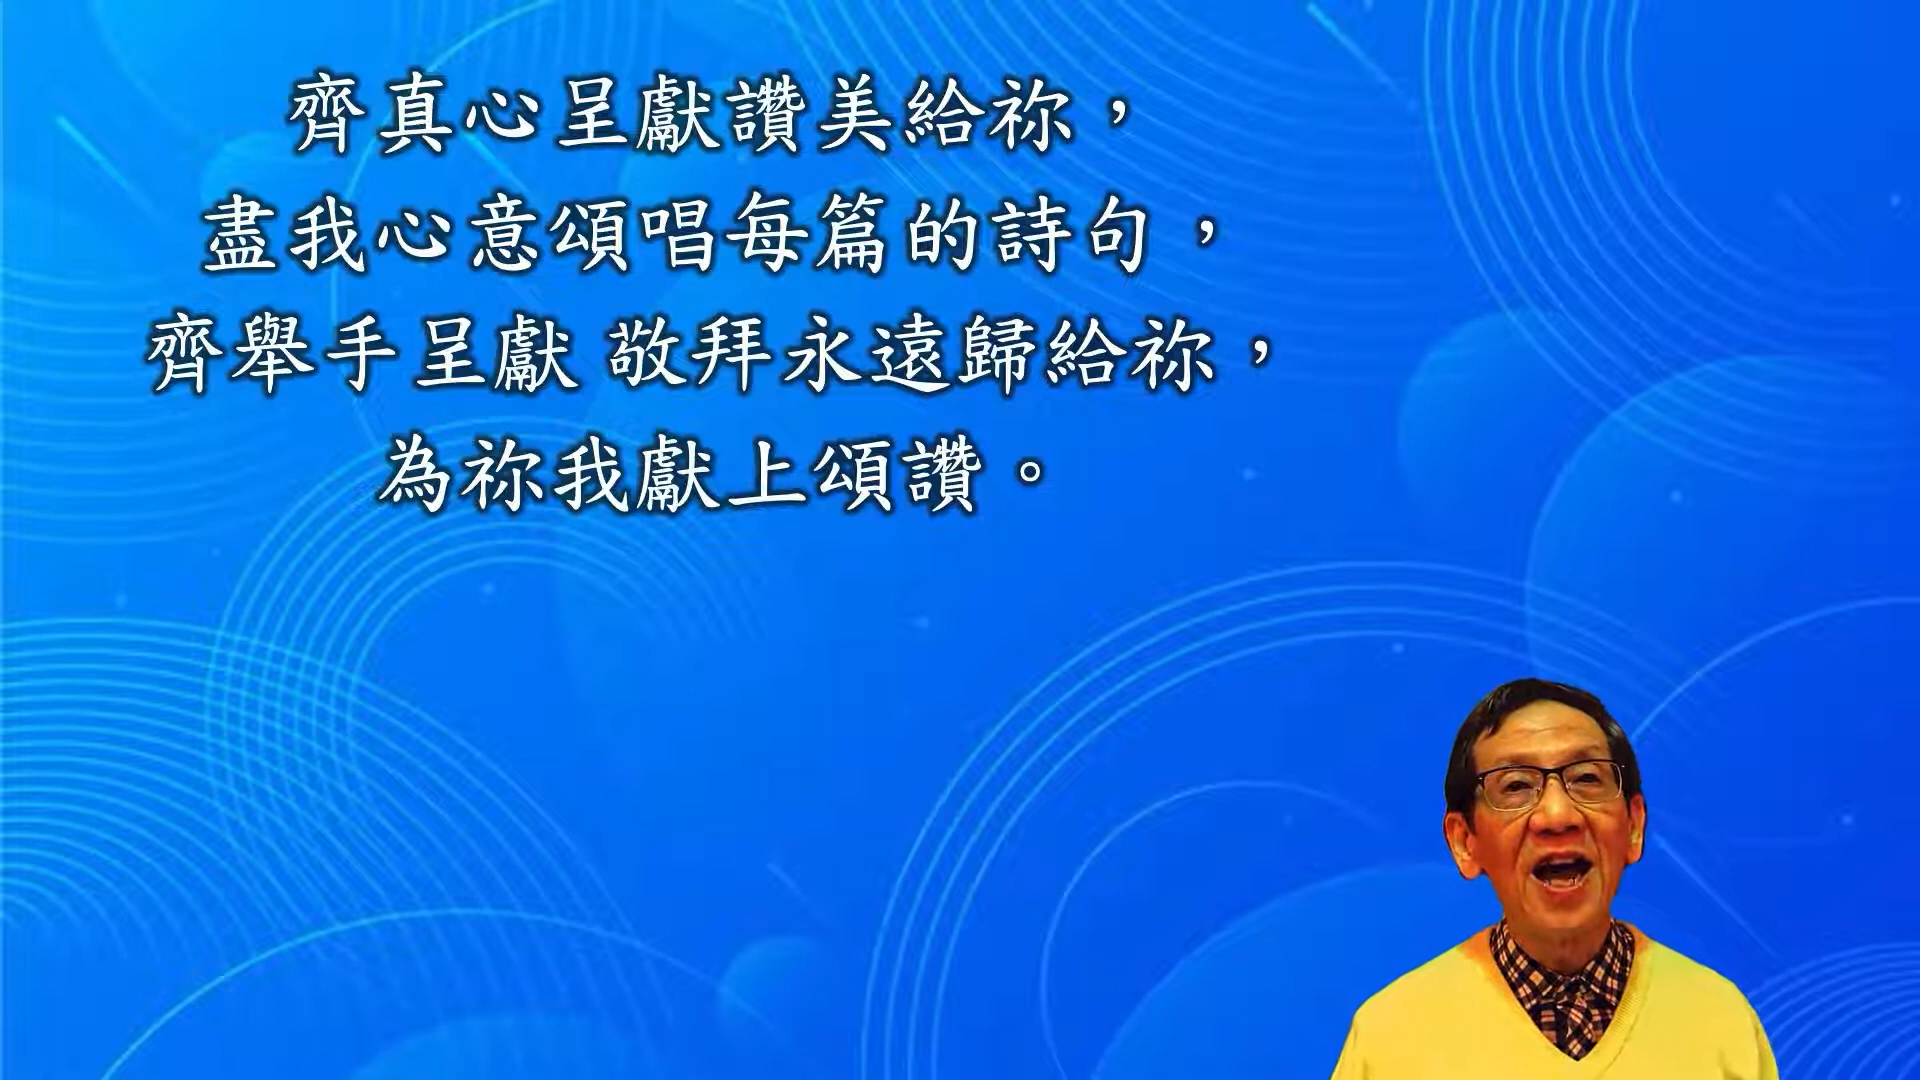 齊真心呈獻讚美給祢，
盡我心意頌唱每篇的詩句，
齊舉手呈獻 敬拜永遠歸給祢，
為祢我獻上頌讚。